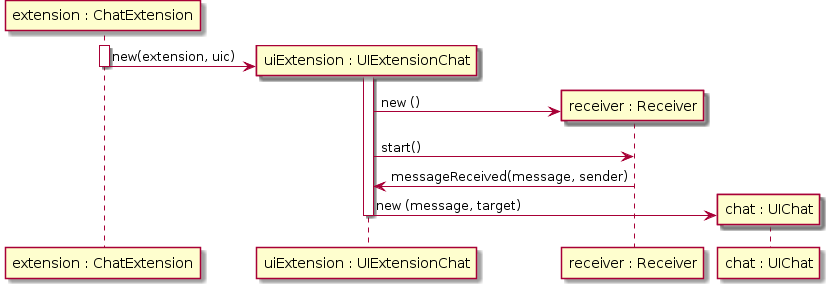 extension : ChatExtension
new(extension, uic)
uiExtension : UIExtensionChat
new ()
receiver : Receiver
start()
messageReceived(message, sender)
new (message, target)
chat : UIChat
extension : ChatExtension
uiExtension : UIExtensionChat
receiver : Receiver
chat : UIChat